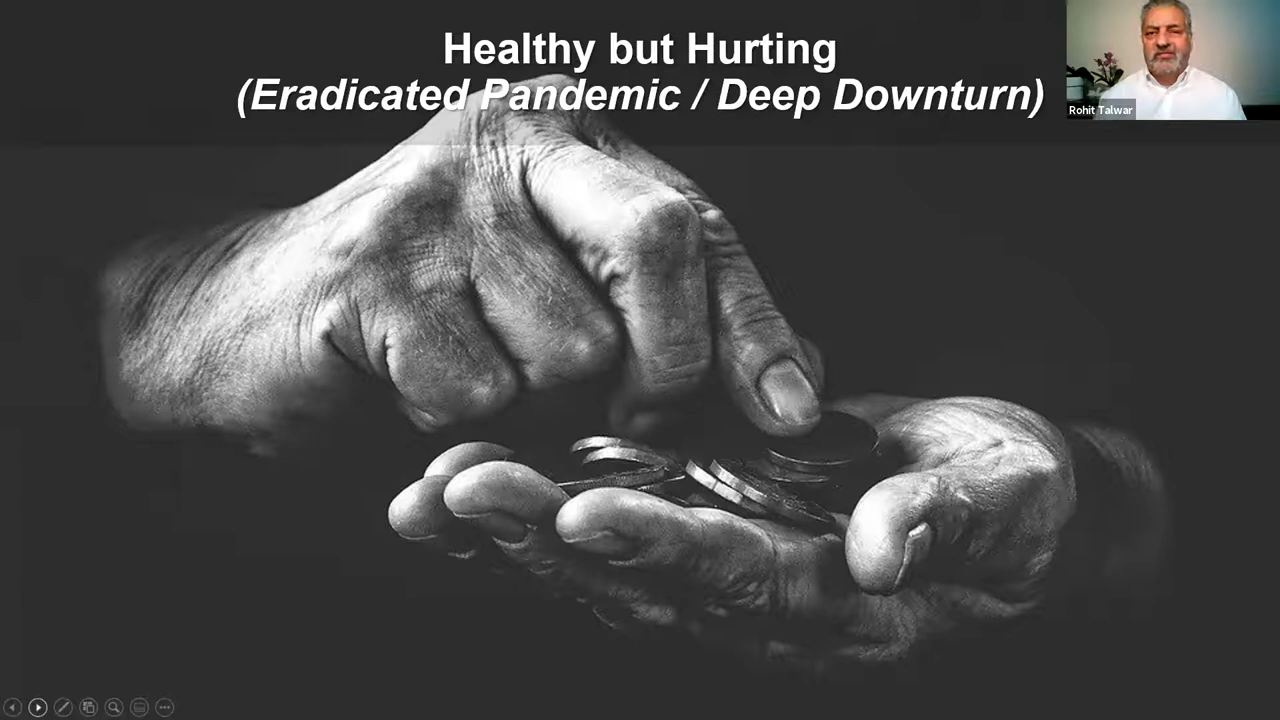 Healthy but Hurting
(Eradicated Pandemic / Deep Downturn)
Rohit Talwar